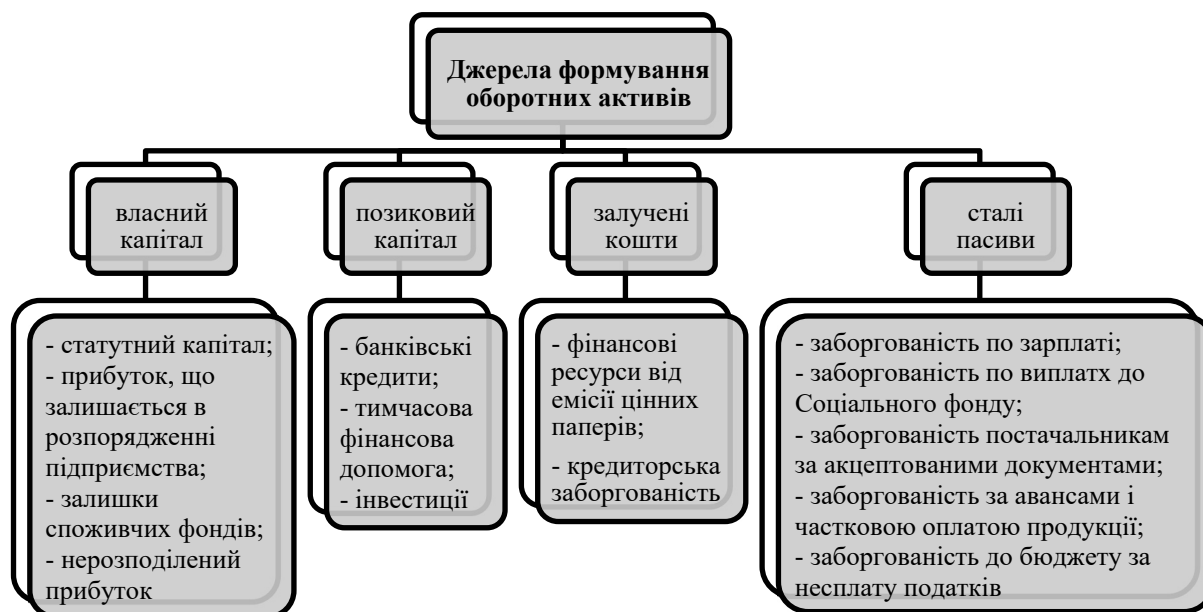 Джерела формування
оборотних активів
власний
капітал
позиковий
капітал
залучені
кошти
сталі
пасиви
- статутний капітал;
- прибуток, що
залишається в
розпорядженні
підприємства;
- залишки
споживчих фондів;
- нерозподілений
прибуток
- банківські
кредити;
- тимчасова
фінансова
допомога;
- інвестиції
- фінансові
ресурси від
емісії цінних
паперів;
- кредиторська
заборгованість
- заборгованість по зарплаті;
- заборгованість по виплатх до
Соціального фонду;
- заборгованість постачальникам
за акцептованими документами;
- заборгованість за авансами і
частковою оплатою продукції;
- заборгованість до бюджету за
несплату податків